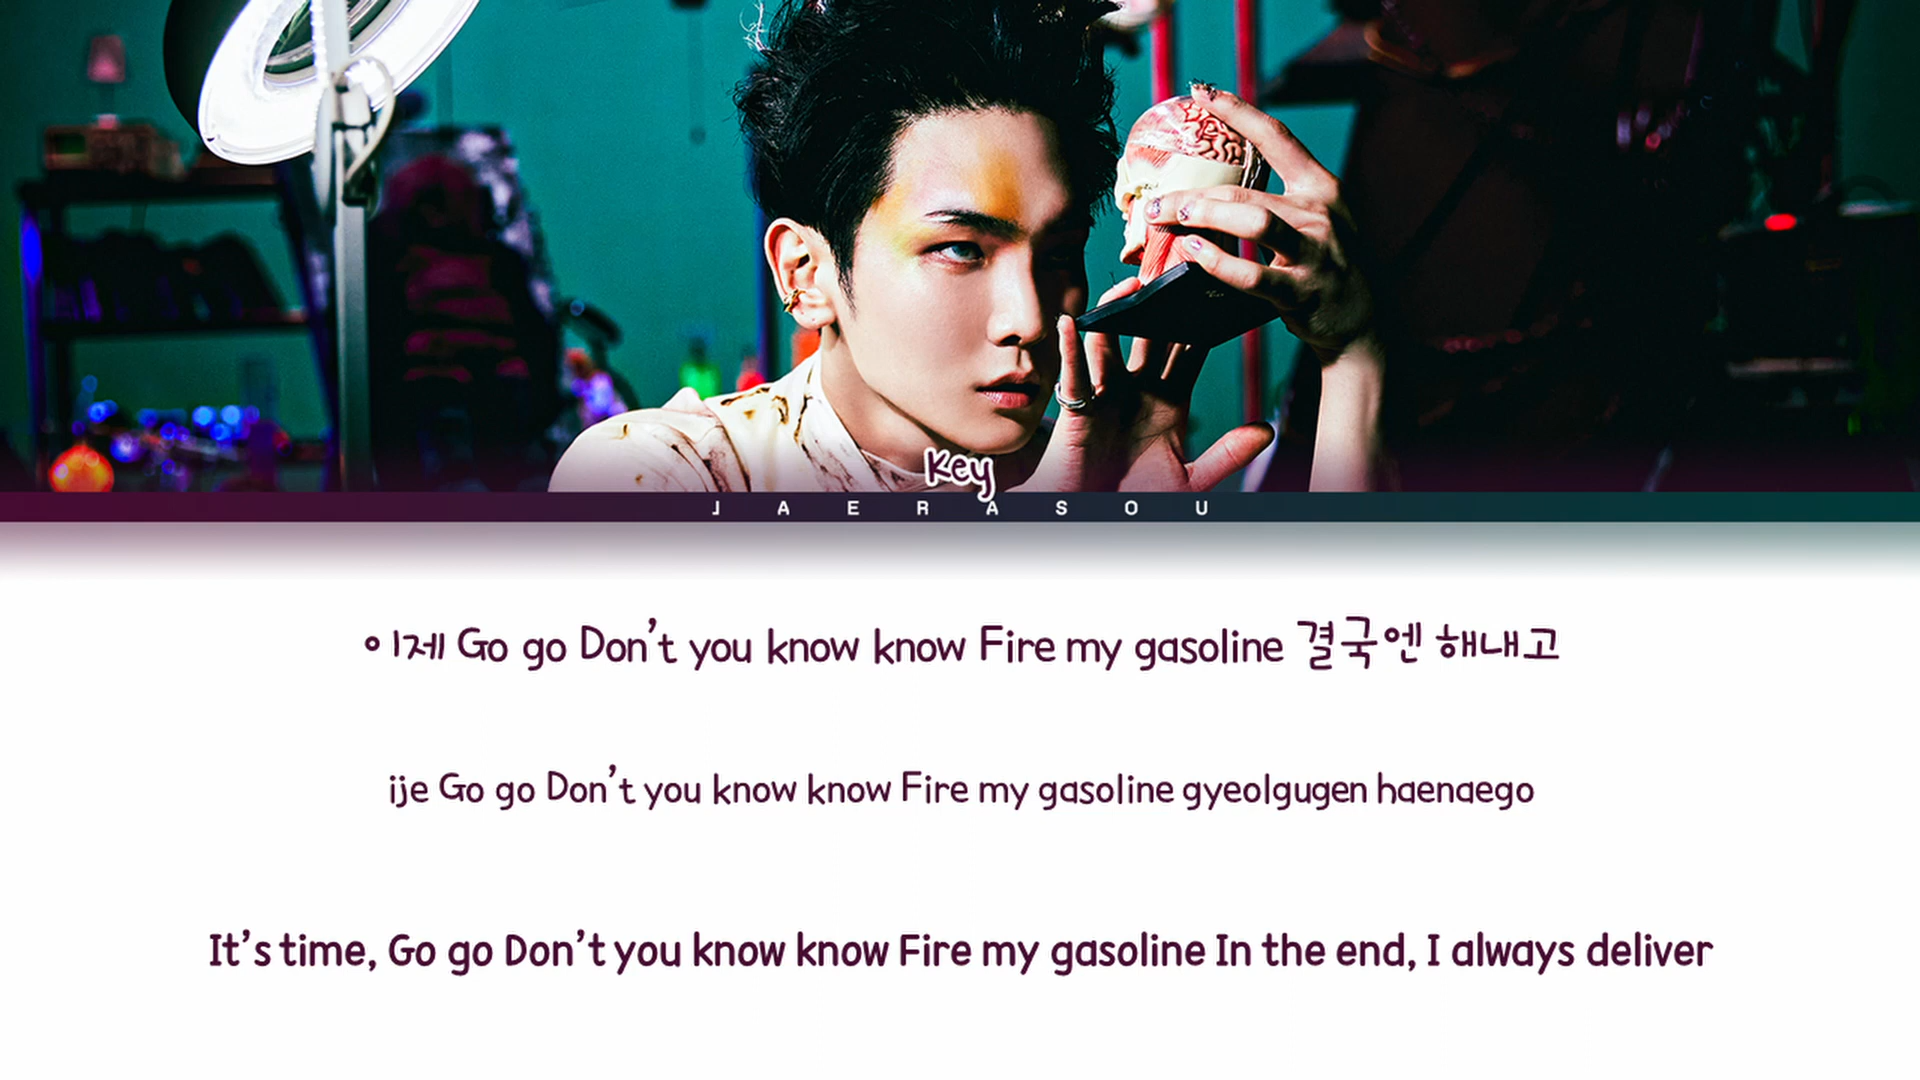 Key
JAERASOU
이제 Go go Don't you know know Fire my gasoline 결국엔 해내고
ije Go go Don't you know know Fire my gasoline gyeolgugen haenaego
It's time, Go go Don't you know know Fire my gasoline In the end, I always deliver